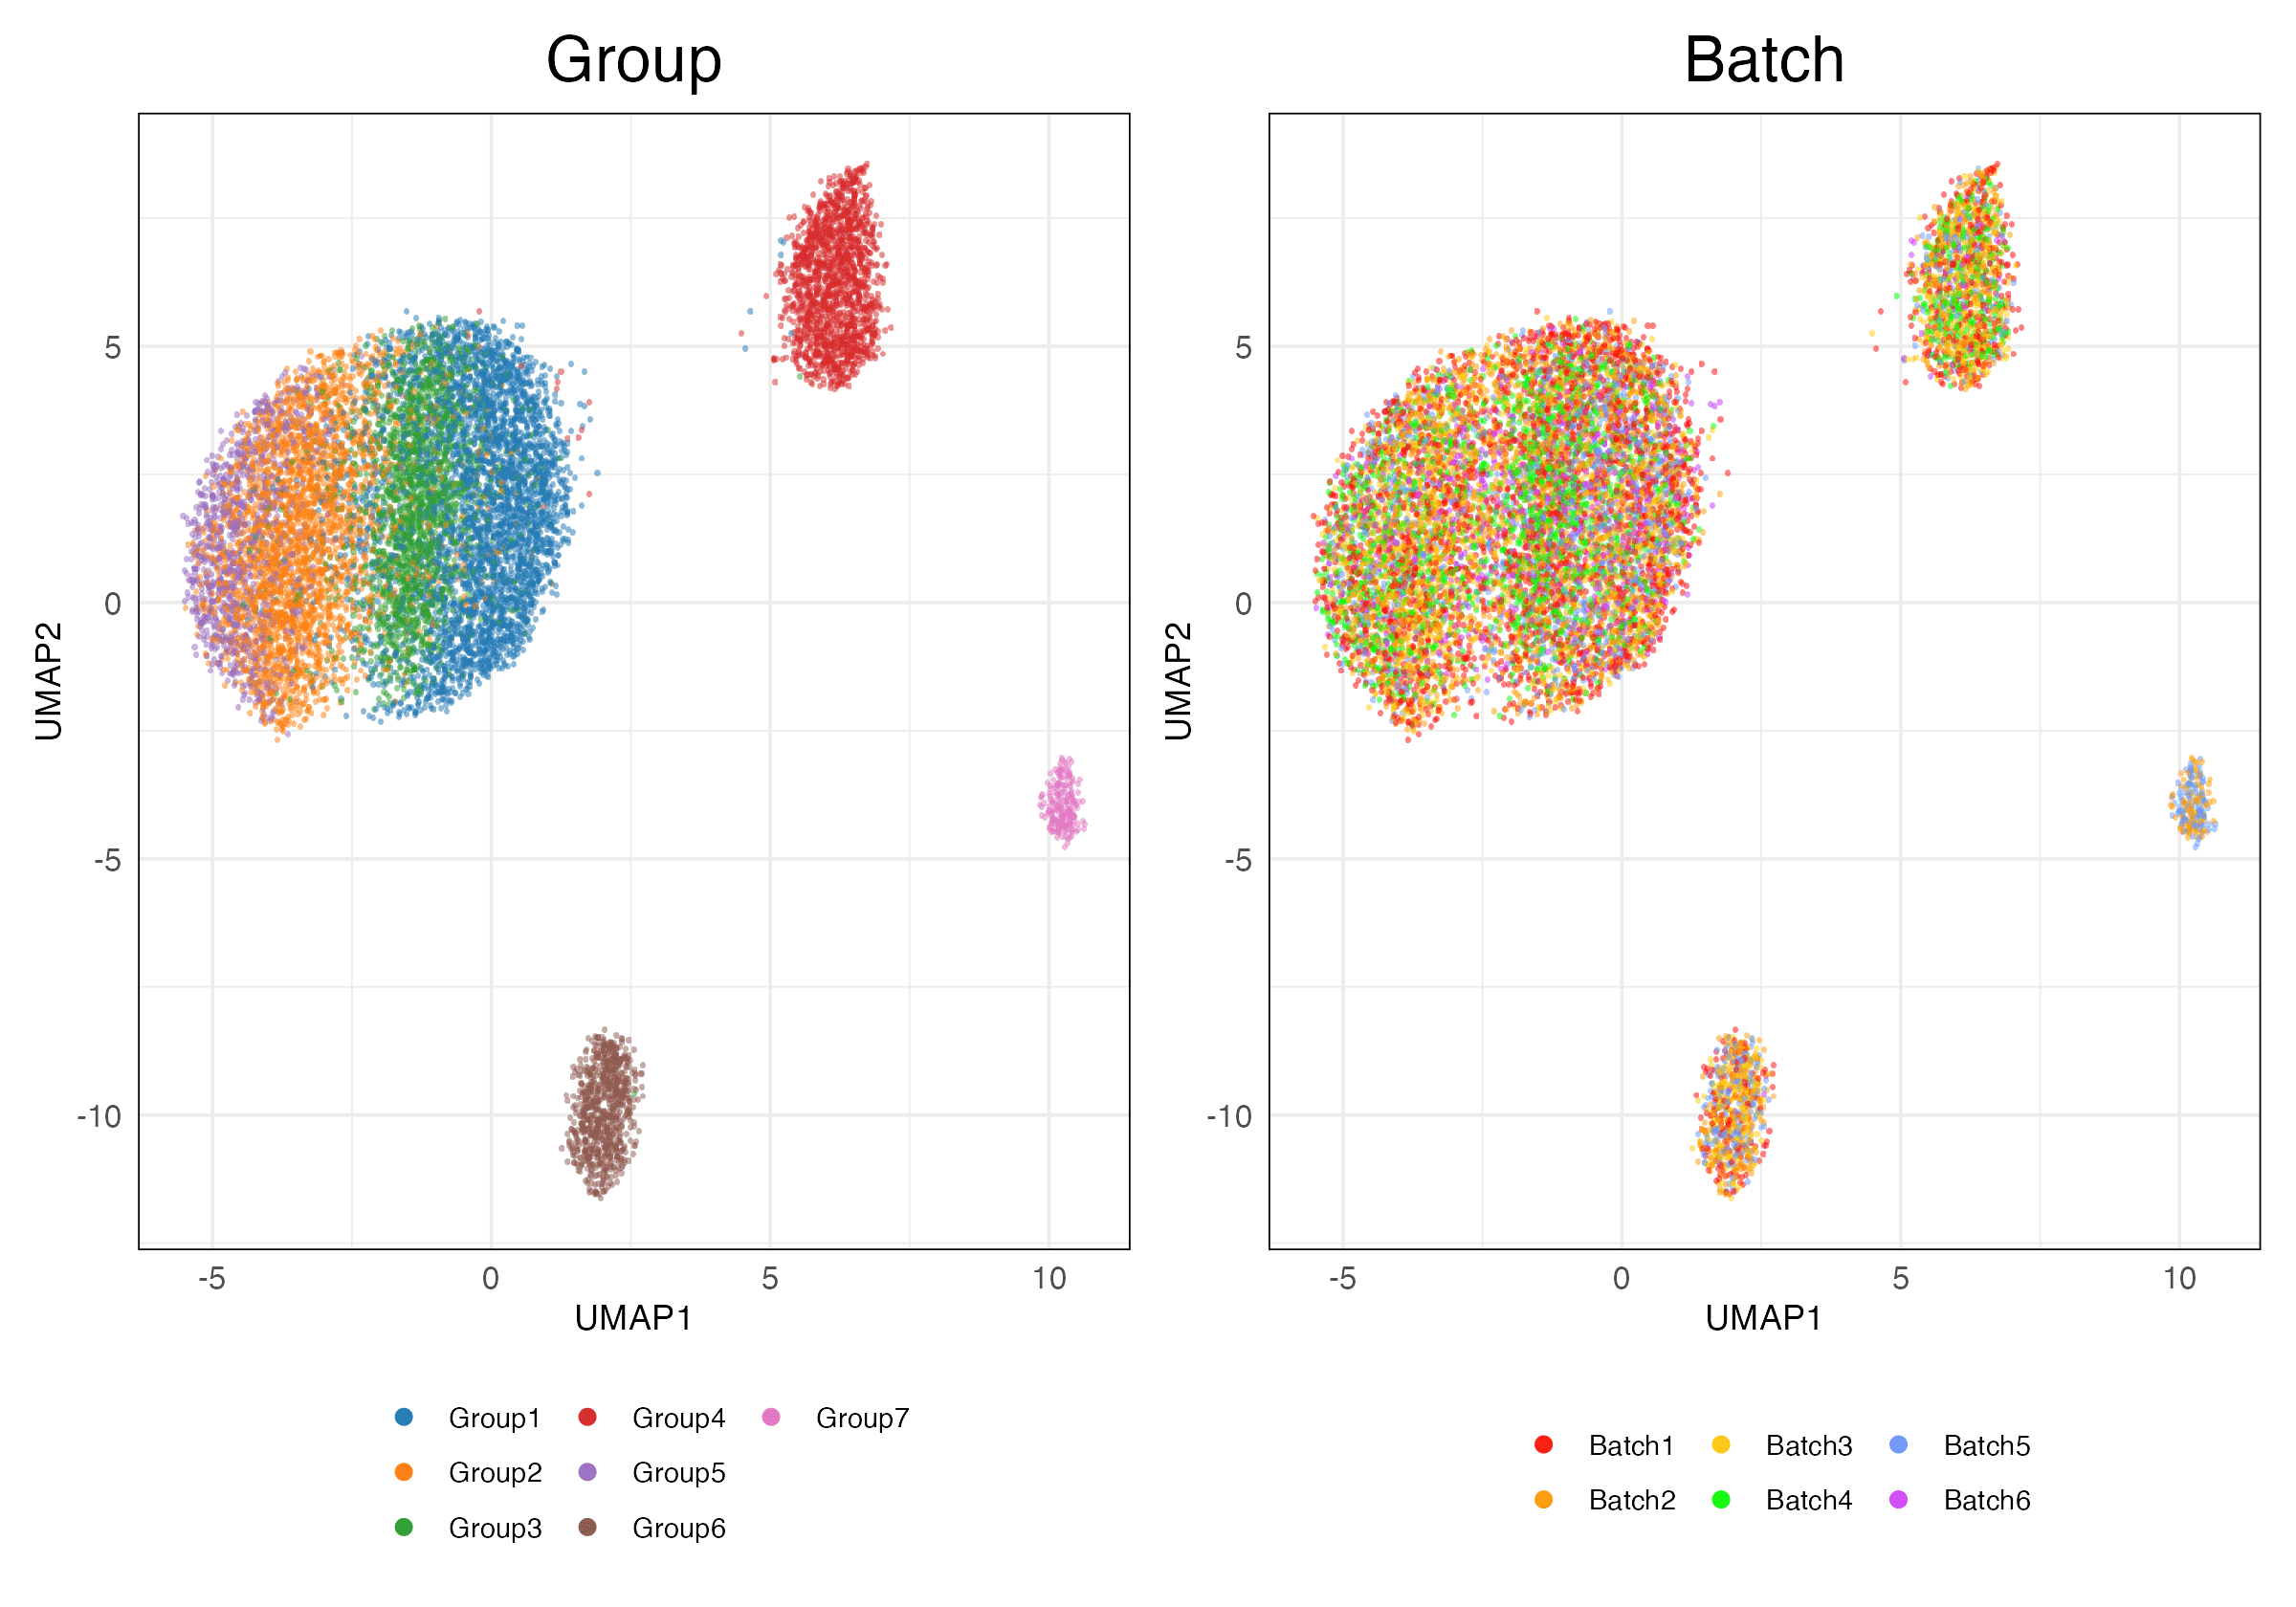 Group
Batch
5
0
-5
-10
UMAP2
-5 0 5 10
UMAP1
5
0
-5
-10
UMAP2
-5 0 5 10
UMAP1
Group1 Group4 Group7
Group2 Group5
Group3 Group6
Batch1 Batch3 Batch5
Batch2 Batch4 Batch6